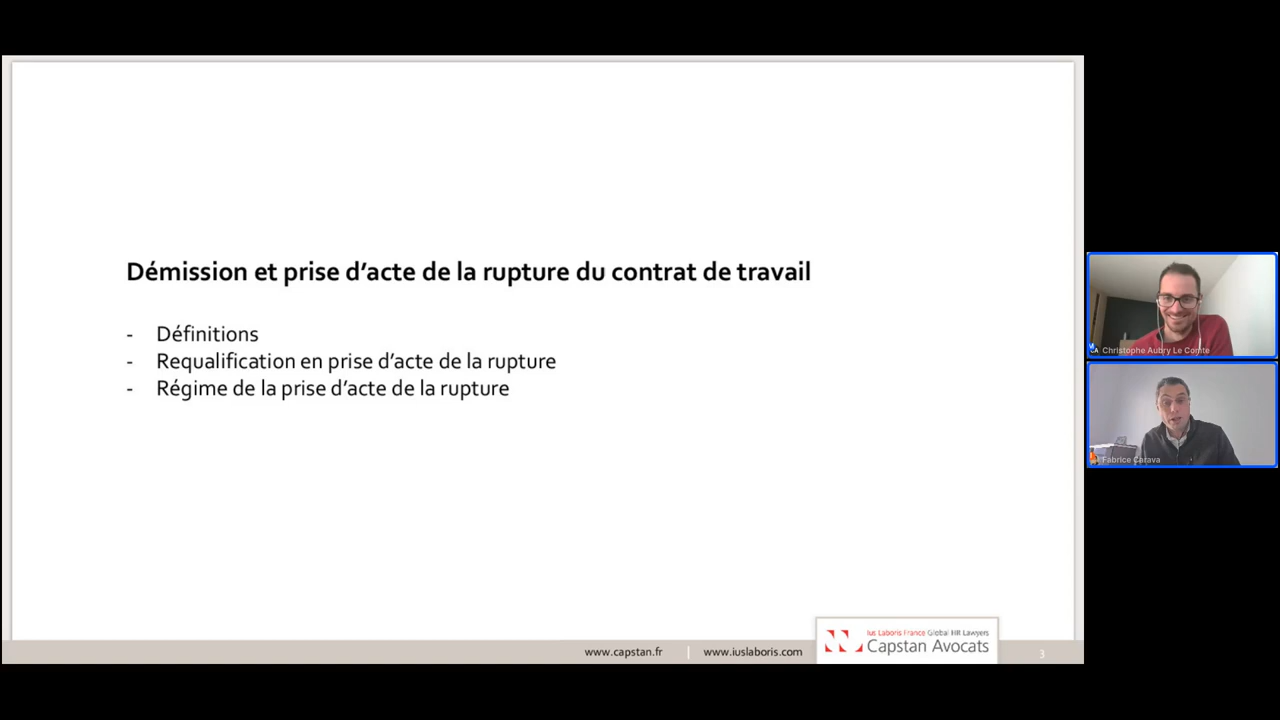 Démission et prise d’acte de la rupture du contrat de travail
- Définitions
- Requalification en prise d’acte de la rupture
- Régime de la prise d’acte de la rupture
Christophe Aubry Le Comte
Fabrice Carava
www.capstan.fr | www.iuslaboris.com
Ius Laboris France Global HR Lawyers
Capstan Avocats
3